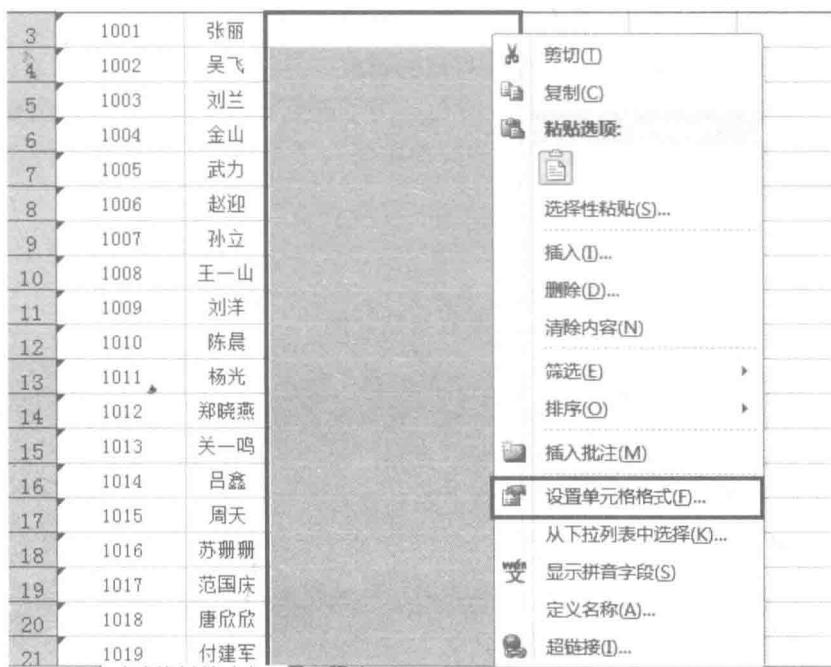 3 1001 张丽
4 1002 吴飞
5 1003 刘兰
6 1004 金山
7 1005 武力
8 1006 赵迎
9 1007 孙立
10 1008 王一山
11 1009 刘洋
12 1010 陈晨
13 1011 杨光
14 1012 郑晓燕
15 1013 关一鸣
16 1014 吕鑫
17 1015 周天
18 1016 苏珊珊
19 1017 范国庆
20 1018 唐欣欣
21 1019 付建军
剪切(T)
复制(C)
粘贴选项:
选择性粘贴(S)...
插入(I)...
删除(D)...
清除内容(N)
筛选(E)
排序(O)
插入批注(M)
设置单元格格式(F)...
从下拉列表中选择(K)...
wén 文 显示拼音字段(S)
定义名称(A)...
超链接(I)...